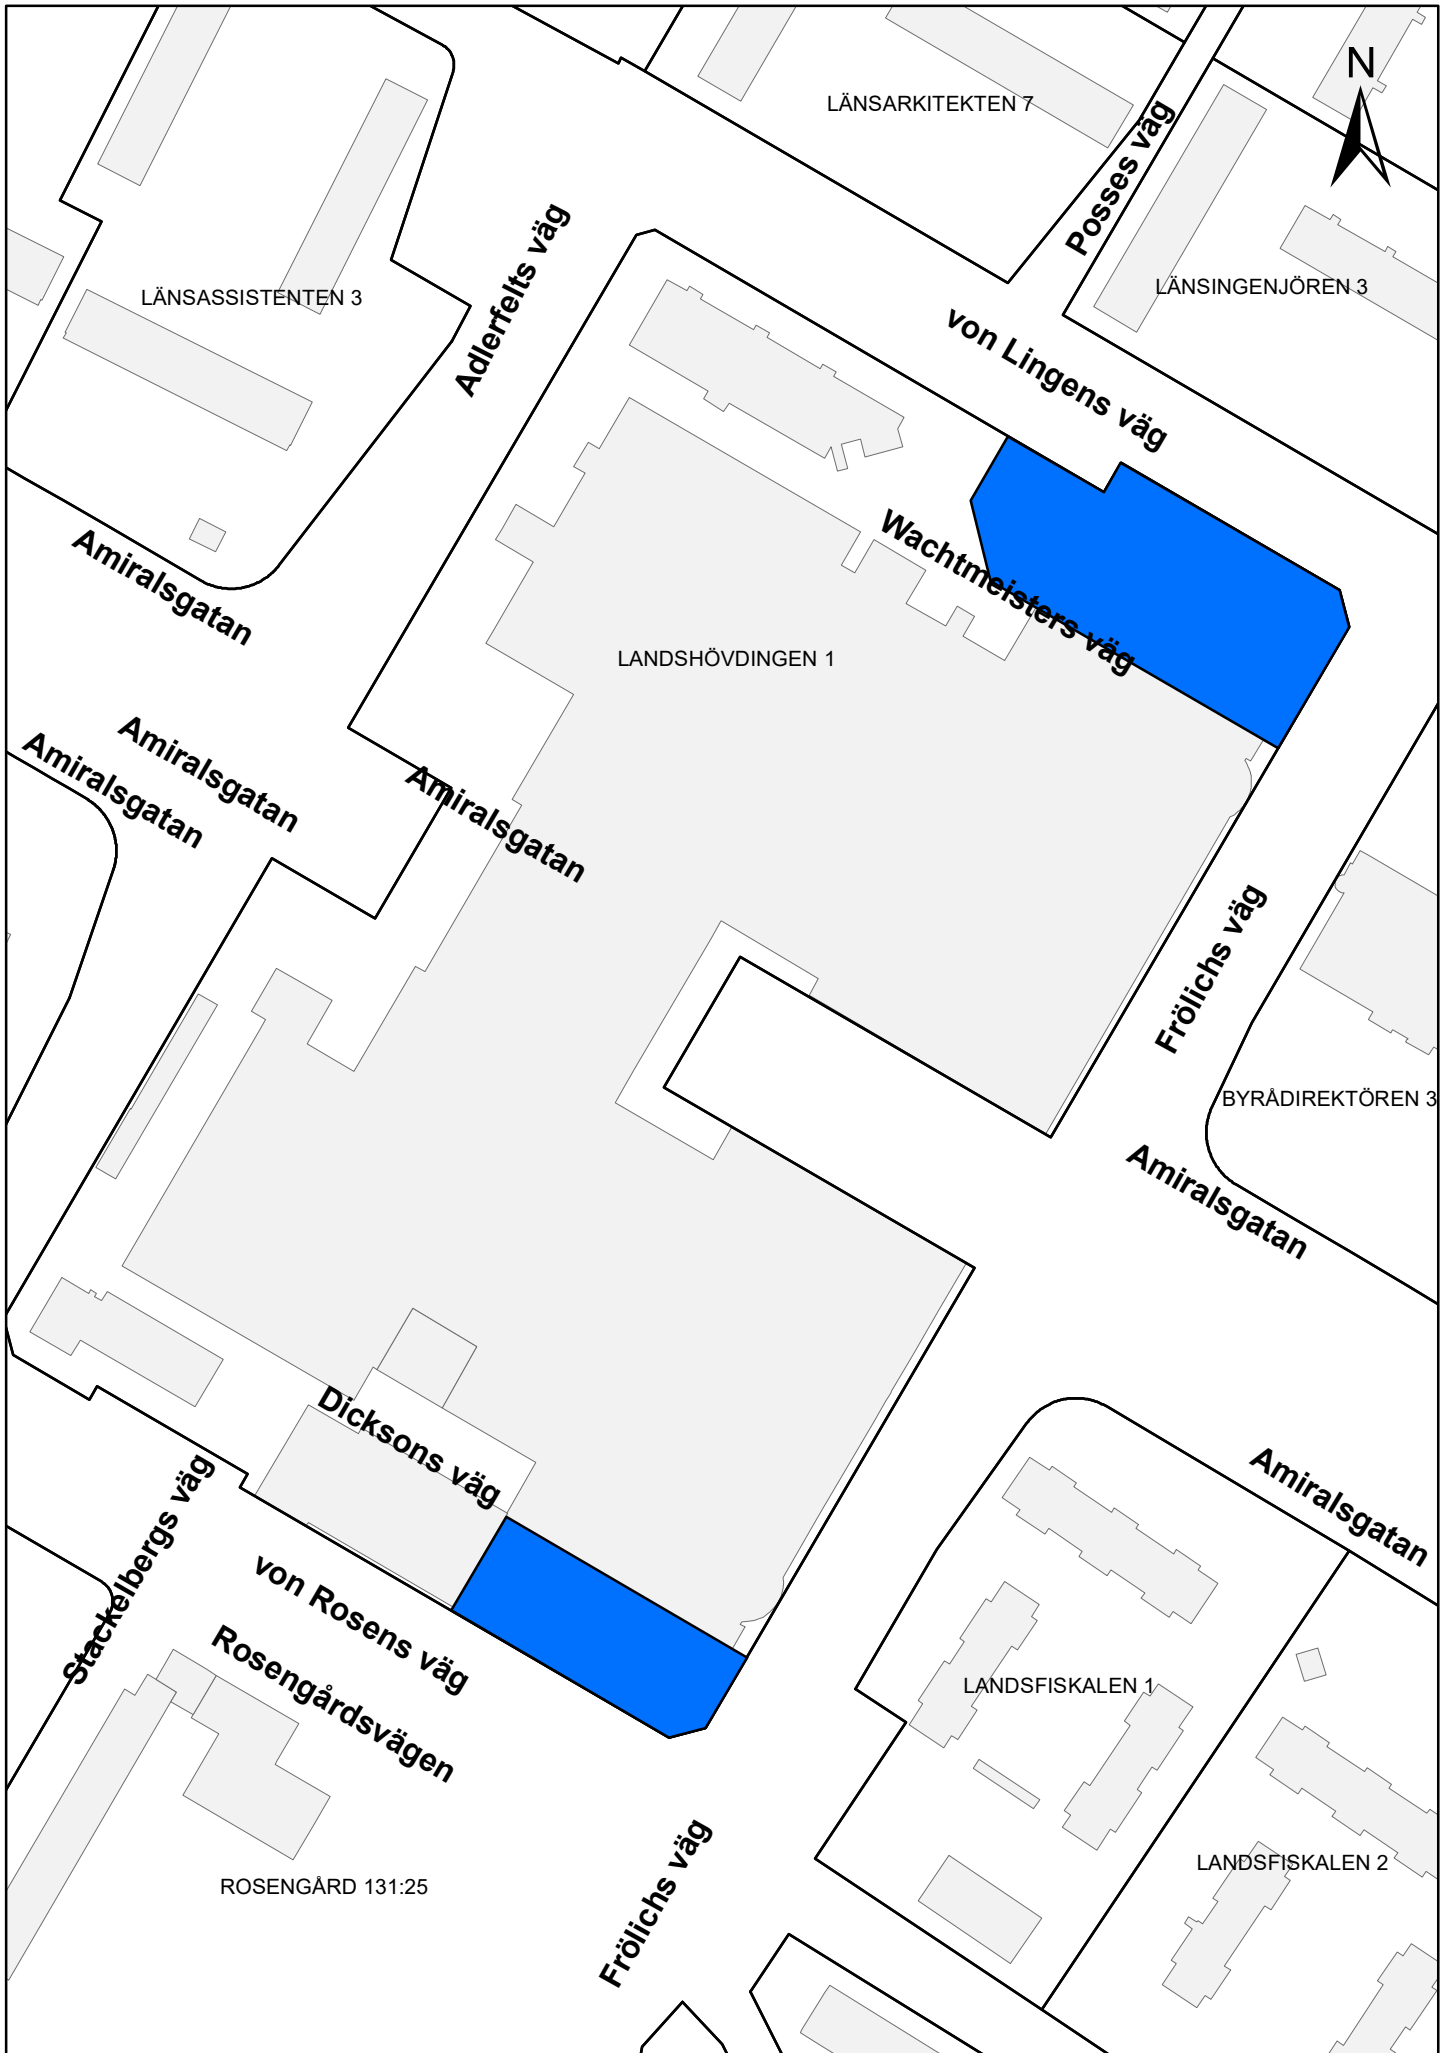 N
LÄNSARKITEKTEN 7
Posses väg
Adlerfelts väg
LÄNSASSISTENTEN 3
LÄNSINGENJÖREN 3
von Lingens väg
Amiralsgatan
Wachtmeisters väg
LANDSHÖVDINGEN 1
Amiralsgatan
Amiralsgatan
Amiralsgatan
Frölichs väg
BYRÅDIREKTÖREN 3
Amiralsgatan
Dicksons väg
Amiralsgatan
Stackelbergs väg
von Rosens väg
Rosengårdsvägen
LANDSFISKALEN 1
LANDSFISKALEN 2
ROSENGÅRD 131:25
Frölichs väg